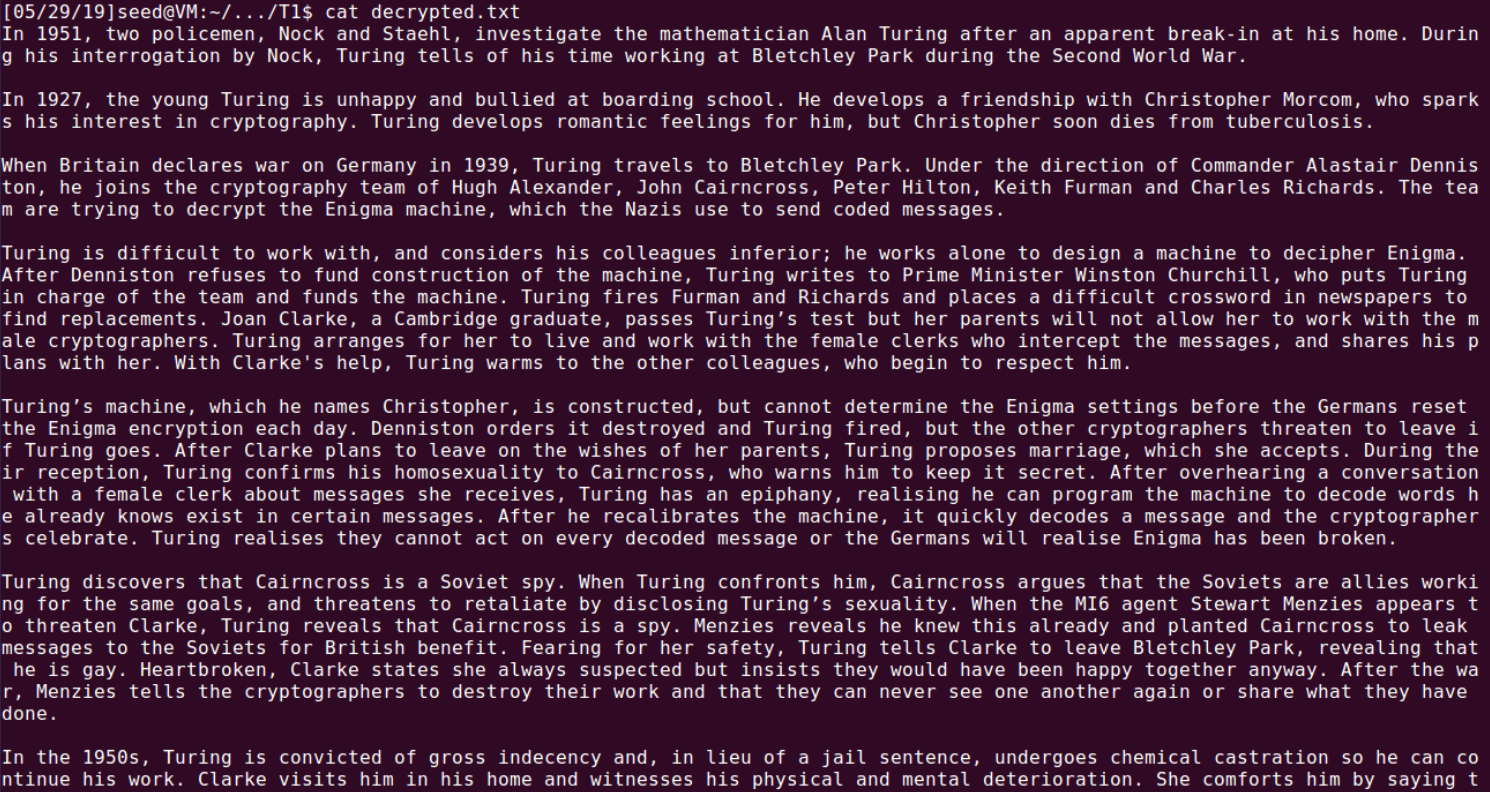 [05/29/19]seed@VM:~/.../T1$ cat decrypted.txt
In 1951, two policemen, Nock and Staehl, investigate the mathematician Alan Turing after an apparent break-in at his home. Durin
g his interrogation by Nock, Turing tells of his time working at Bletchley Park during the Second World War.

In 1927, the young Turing is unhappy and bullied at boarding school. He develops a friendship with Christopher Morcom, who spark
s his interest in cryptography. Turing develops romantic feelings for him, but Christopher soon dies from tuberculosis.

When Britain declares war on Germany in 1939, Turing travels to Bletchley Park. Under the direction of Commander Alastair Dennis
ton, he joins the cryptography team of Hugh Alexander, John Cairncross, Peter Hilton, Keith Furman and Charles Richards. The tea
m are trying to decrypt the Enigma machine, which the Nazis use to send coded messages.

Turing is difficult to work with, and considers his colleagues inferior; he works alone to design a machine to decipher Enigma.
After Denniston refuses to fund construction of the machine, Turing writes to Prime Minister Winston Churchill, who puts Turing
in charge of the team and funds the machine. Turing fires Furman and Richards and places a difficult crossword in newspapers to
find replacements. Joan Clarke, a Cambridge graduate, passes Turing’s test but her parents will not allow her to work with the m
ale cryptographers. Turing arranges for her to live and work with the female clerks who intercept the messages, and shares his p
lans with her. With Clarke's help, Turing warms to the other colleagues, who begin to respect him.

Turing’s machine, which he names Christopher, is constructed, but cannot determine the Enigma settings before the Germans reset
the Enigma encryption each day. Denniston orders it destroyed and Turing fired, but the other cryptographers threaten to leave i
f Turing goes. After Clarke plans to leave on the wishes of her parents, Turing proposes marriage, which she accepts. During the
ir reception, Turing confirms his homosexuality to Cairncross, who warns him to keep it secret. After overhearing a conversation
 with a female clerk about messages she receives, Turing has an epiphany, realising he can program the machine to decode words h
e already knows exist in certain messages. After he recalibrates the machine, it quickly decodes a message and the cryptographer
s celebrate. Turing realises they cannot act on every decoded message or the Germans will realise Enigma has been broken.

Turing discovers that Cairncross is a Soviet spy. When Turing confronts him, Cairncross argues that the Soviets are allies worki
ng for the same goals, and threatens to retaliate by disclosing Turing’s sexuality. When the MI6 agent Stewart Menzies appears t
o threaten Clarke, Turing reveals that Cairncross is a spy. Menzies reveals he knew this already and planted Cairncross to leak
messages to the Soviets for British benefit. Fearing for her safety, Turing tells Clarke to leave Bletchley Park, revealing that
 he is gay. Heartbroken, Clarke states she always suspected but insists they would have been happy together anyway. After the wa
r, Menzies tells the cryptographers to destroy their work and that they can never see one another again or share what they have
done.

In the 1950s, Turing is convicted of gross indecency and, in lieu of a jail sentence, undergoes chemical castration so he can co
ntinue his work. Clarke visits him in his home and witnesses his physical and mental deterioration. She comforts him by saying t